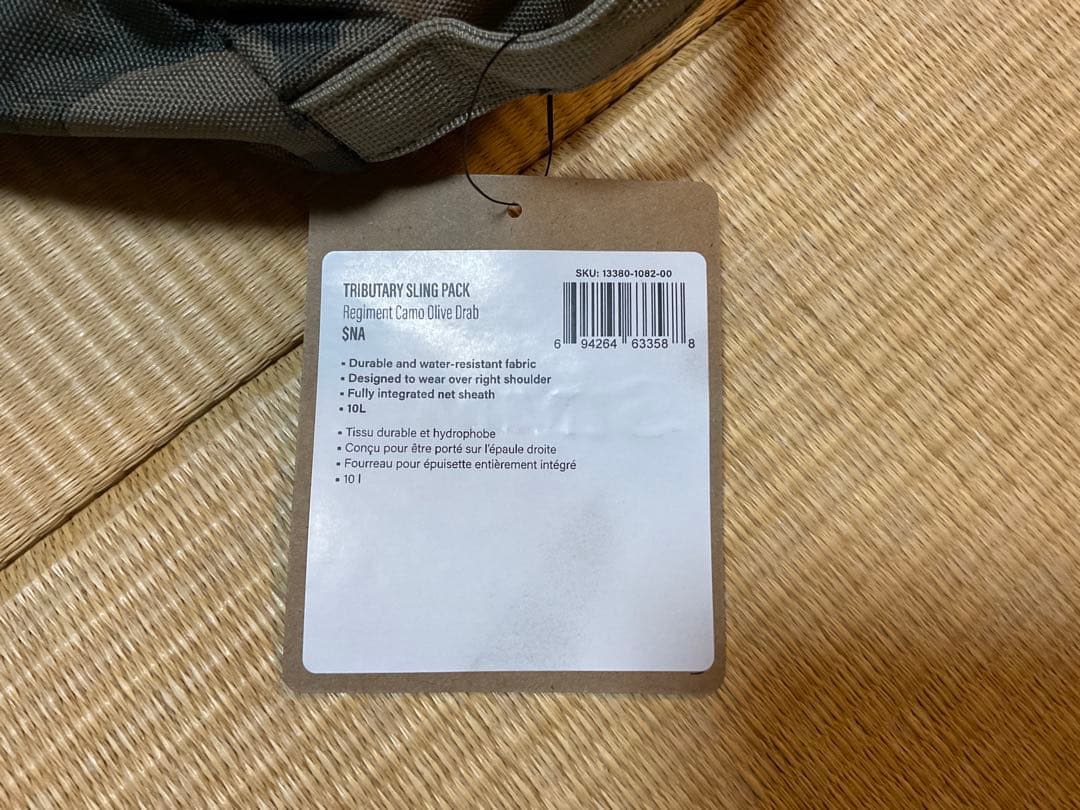 SKU: 13380-1082-00
TRIBUTARY SLING PACK
Regiment Camo Olive Drab
$NA
6 94264 63358 8
▪ Durable and water-resistant fabric
▪ Designed to wear over right shoulder
▪ Fully integrated net sheath
▪ 10L
▪ Tissu durable et hydrophobe
▪ Conçu pour être porté sur l'épaule droite
▪ Fourreau pour épuisette entièrement intégré
▪ 10 l